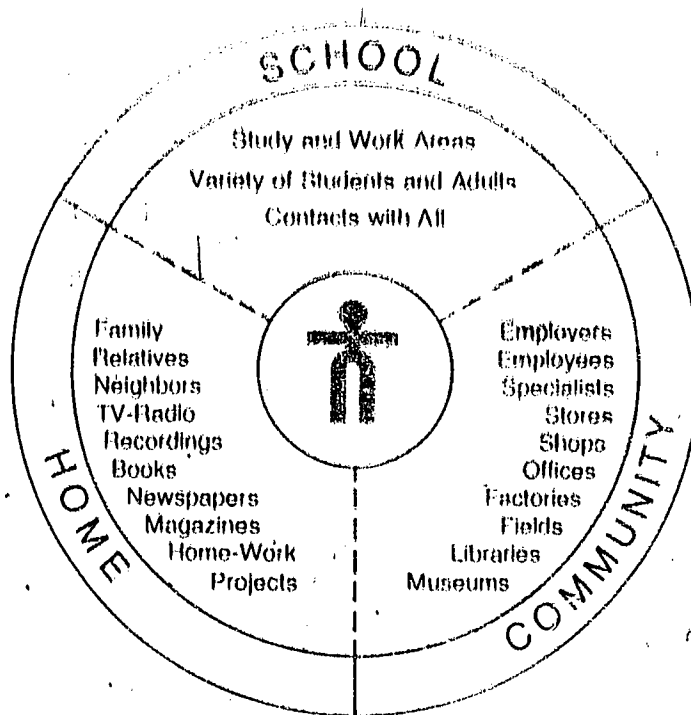 SCHOOL
Study and Work Areas
Variety of Students and Adults
Contacts with All
HOME
Family
Relatives
Neighbors
TV-Radio
Recordings
Books
Newspapers
Magazines
Home-Work
Projects
COMMUNITY
Employers
Employees
Specialists
Stores
Shops
Offices
Factories
Fields
Libraries
Museums